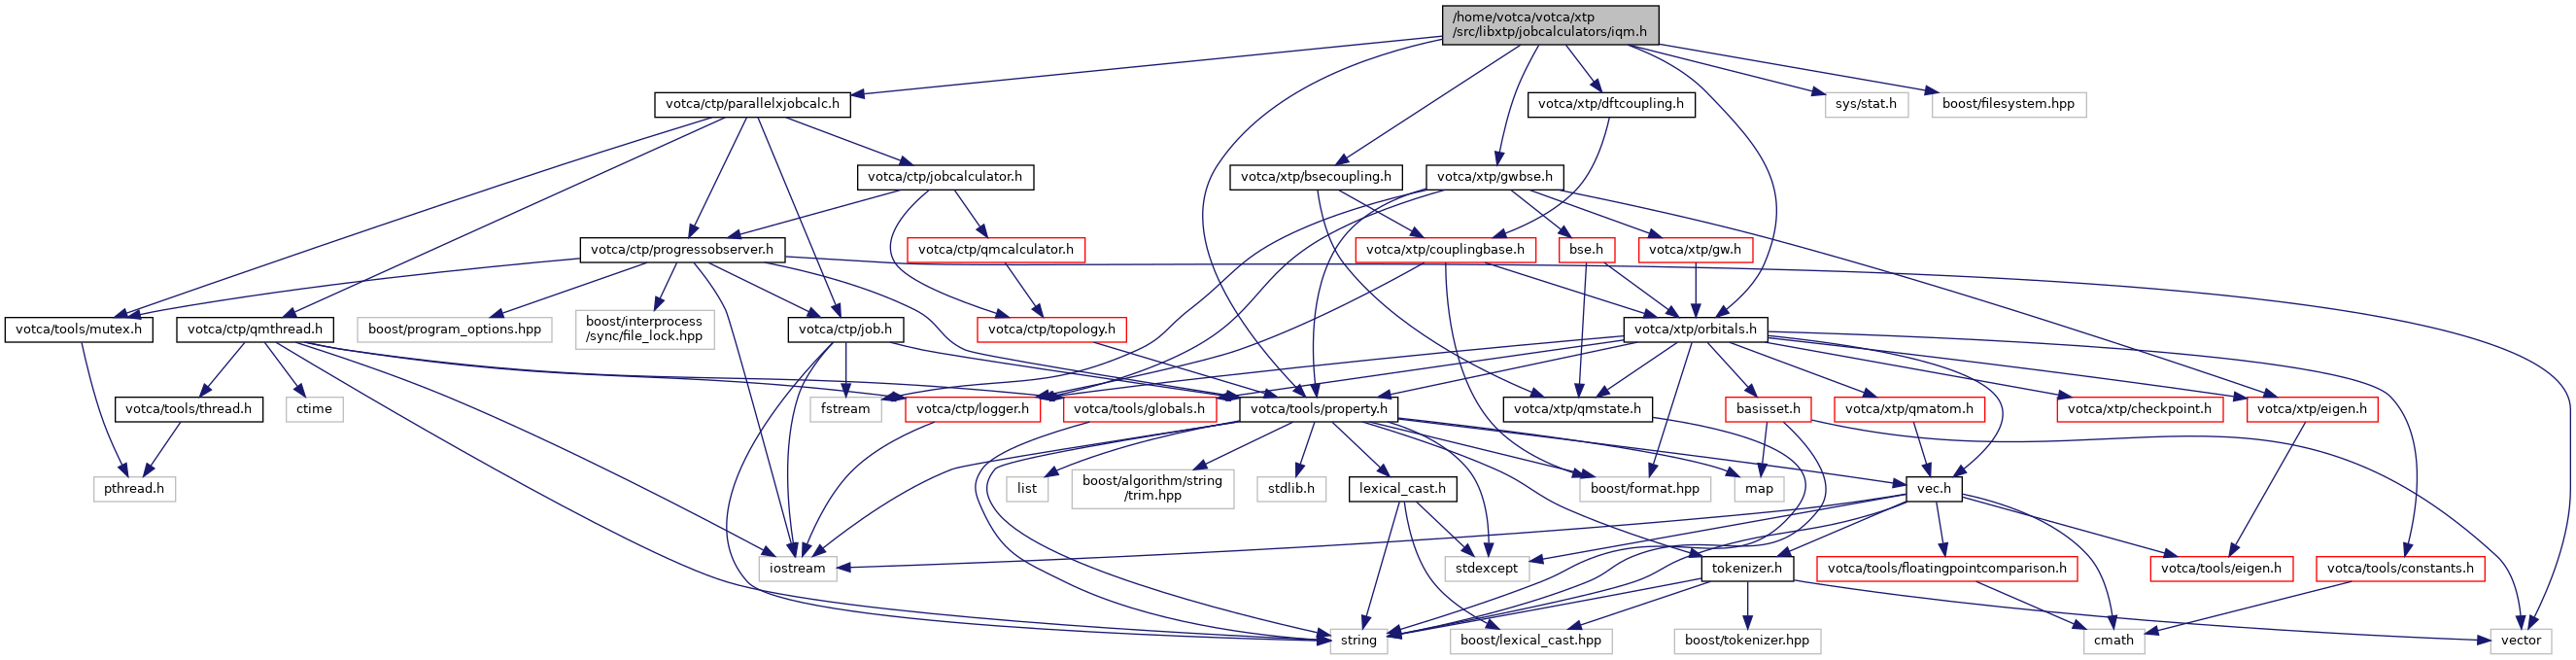 /home/votca/votca/xtp
/src/libxtp/jobcalculators/iqm.h
votca/ctp/parallelxjobcalc.h
votca/xtp/dftcoupling.h
sys/stat.h
boost/filesystem.hpp
votca/ctp/jobcalculator.h
votca/xtp/bsecoupling.h
votca/xtp/gwbse.h
votca/ctp/progressobserver.h
votca/ctp/qmcalculator.h
votca/xtp/couplingbase.h
bse.h
votca/xtp/gw.h
votca/tools/mutex.h
votca/ctp/qmthread.h
boost/program_options.hpp
boost/interprocess
/sync/file_lock.hpp
votca/ctp/job.h
votca/ctp/topology.h
votca/xtp/orbitals.h
votca/tools/thread.h
ctime
fstream
votca/ctp/logger.h
votca/tools/globals.h
votca/tools/property.h
votca/xtp/qmstate.h
basisset.h
votca/xtp/qmatom.h
votca/xtp/checkpoint.h
votca/xtp/eigen.h
pthread.h
list
boost/algorithm/string
/trim.hpp
stdlib.h
lexical_cast.h
boost/format.hpp
map
vec.h
iostream
stdexcept
tokenizer.h
votca/tools/floatingpointcomparison.h
votca/tools/eigen.h
votca/tools/constants.h
string
boost/lexical_cast.hpp
boost/tokenizer.hpp
cmath
vector